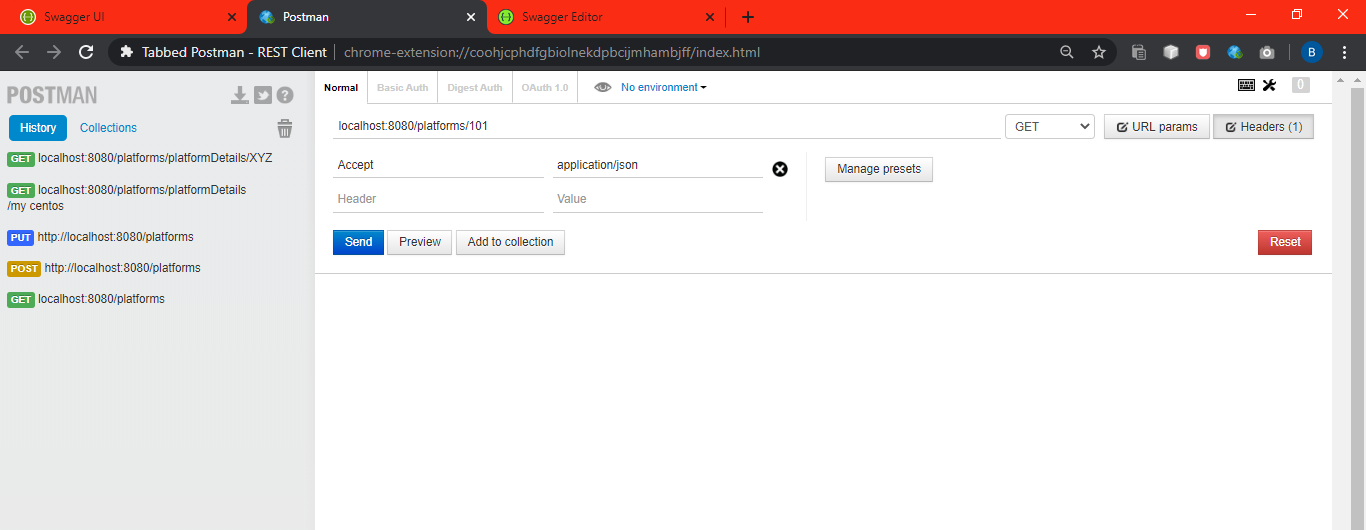 Swagger UI
Postman
Swagger Editor
Tabbed Postman - REST Client
chrome-extension://coohjcphdfgbiolnekdpbcijmhambjff/index.html
B
POSTMAN
Normal
Basic Auth
Digest Auth
OAuth 1.0
No environment
0
History
Collections
localhost:8080/platforms/101
GET
URL params
Headers (1)
GET localhost:8080/platforms/platformDetails/XYZ
GET localhost:8080/platforms/platformDetails
/my centos
PUT http://localhost:8080/platforms
POST http://localhost:8080/platforms
GET localhost:8080/platforms
Accept
application/json
Manage presets
Header
Value
Send
Preview
Add to collection
Reset